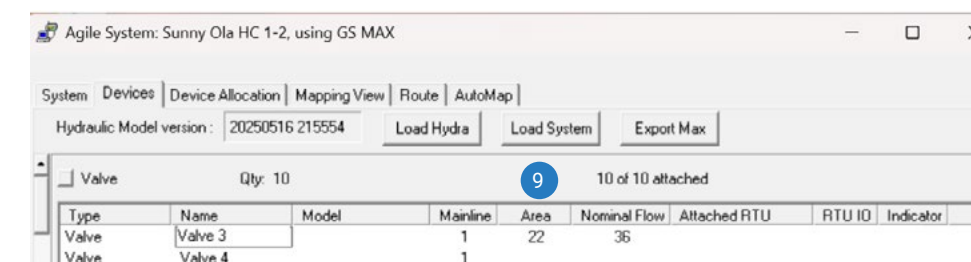 Agile System: Sunny Ola HC 1-2, using GS MAX
System Devices Device Allocation Mapping View Route AutoMap
Hydraulic Model version : 20250516 215554 Load Hydra Load System Export Max
Valve Qty: 10 9 10 of 10 attached
Type Name Model Mainline Area Nominal Flow Attached RTU RTU IO Indicator
Valve Valve 3 1 22 36
Valve Valve 4 1